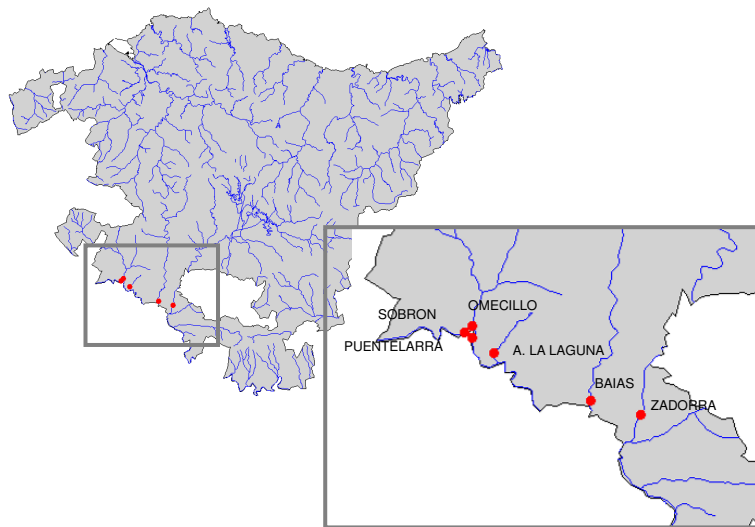 OMECILLO
SOBRON
PUENTELARRA
A. LA LAGUNA
BAIAS
ZADORRA